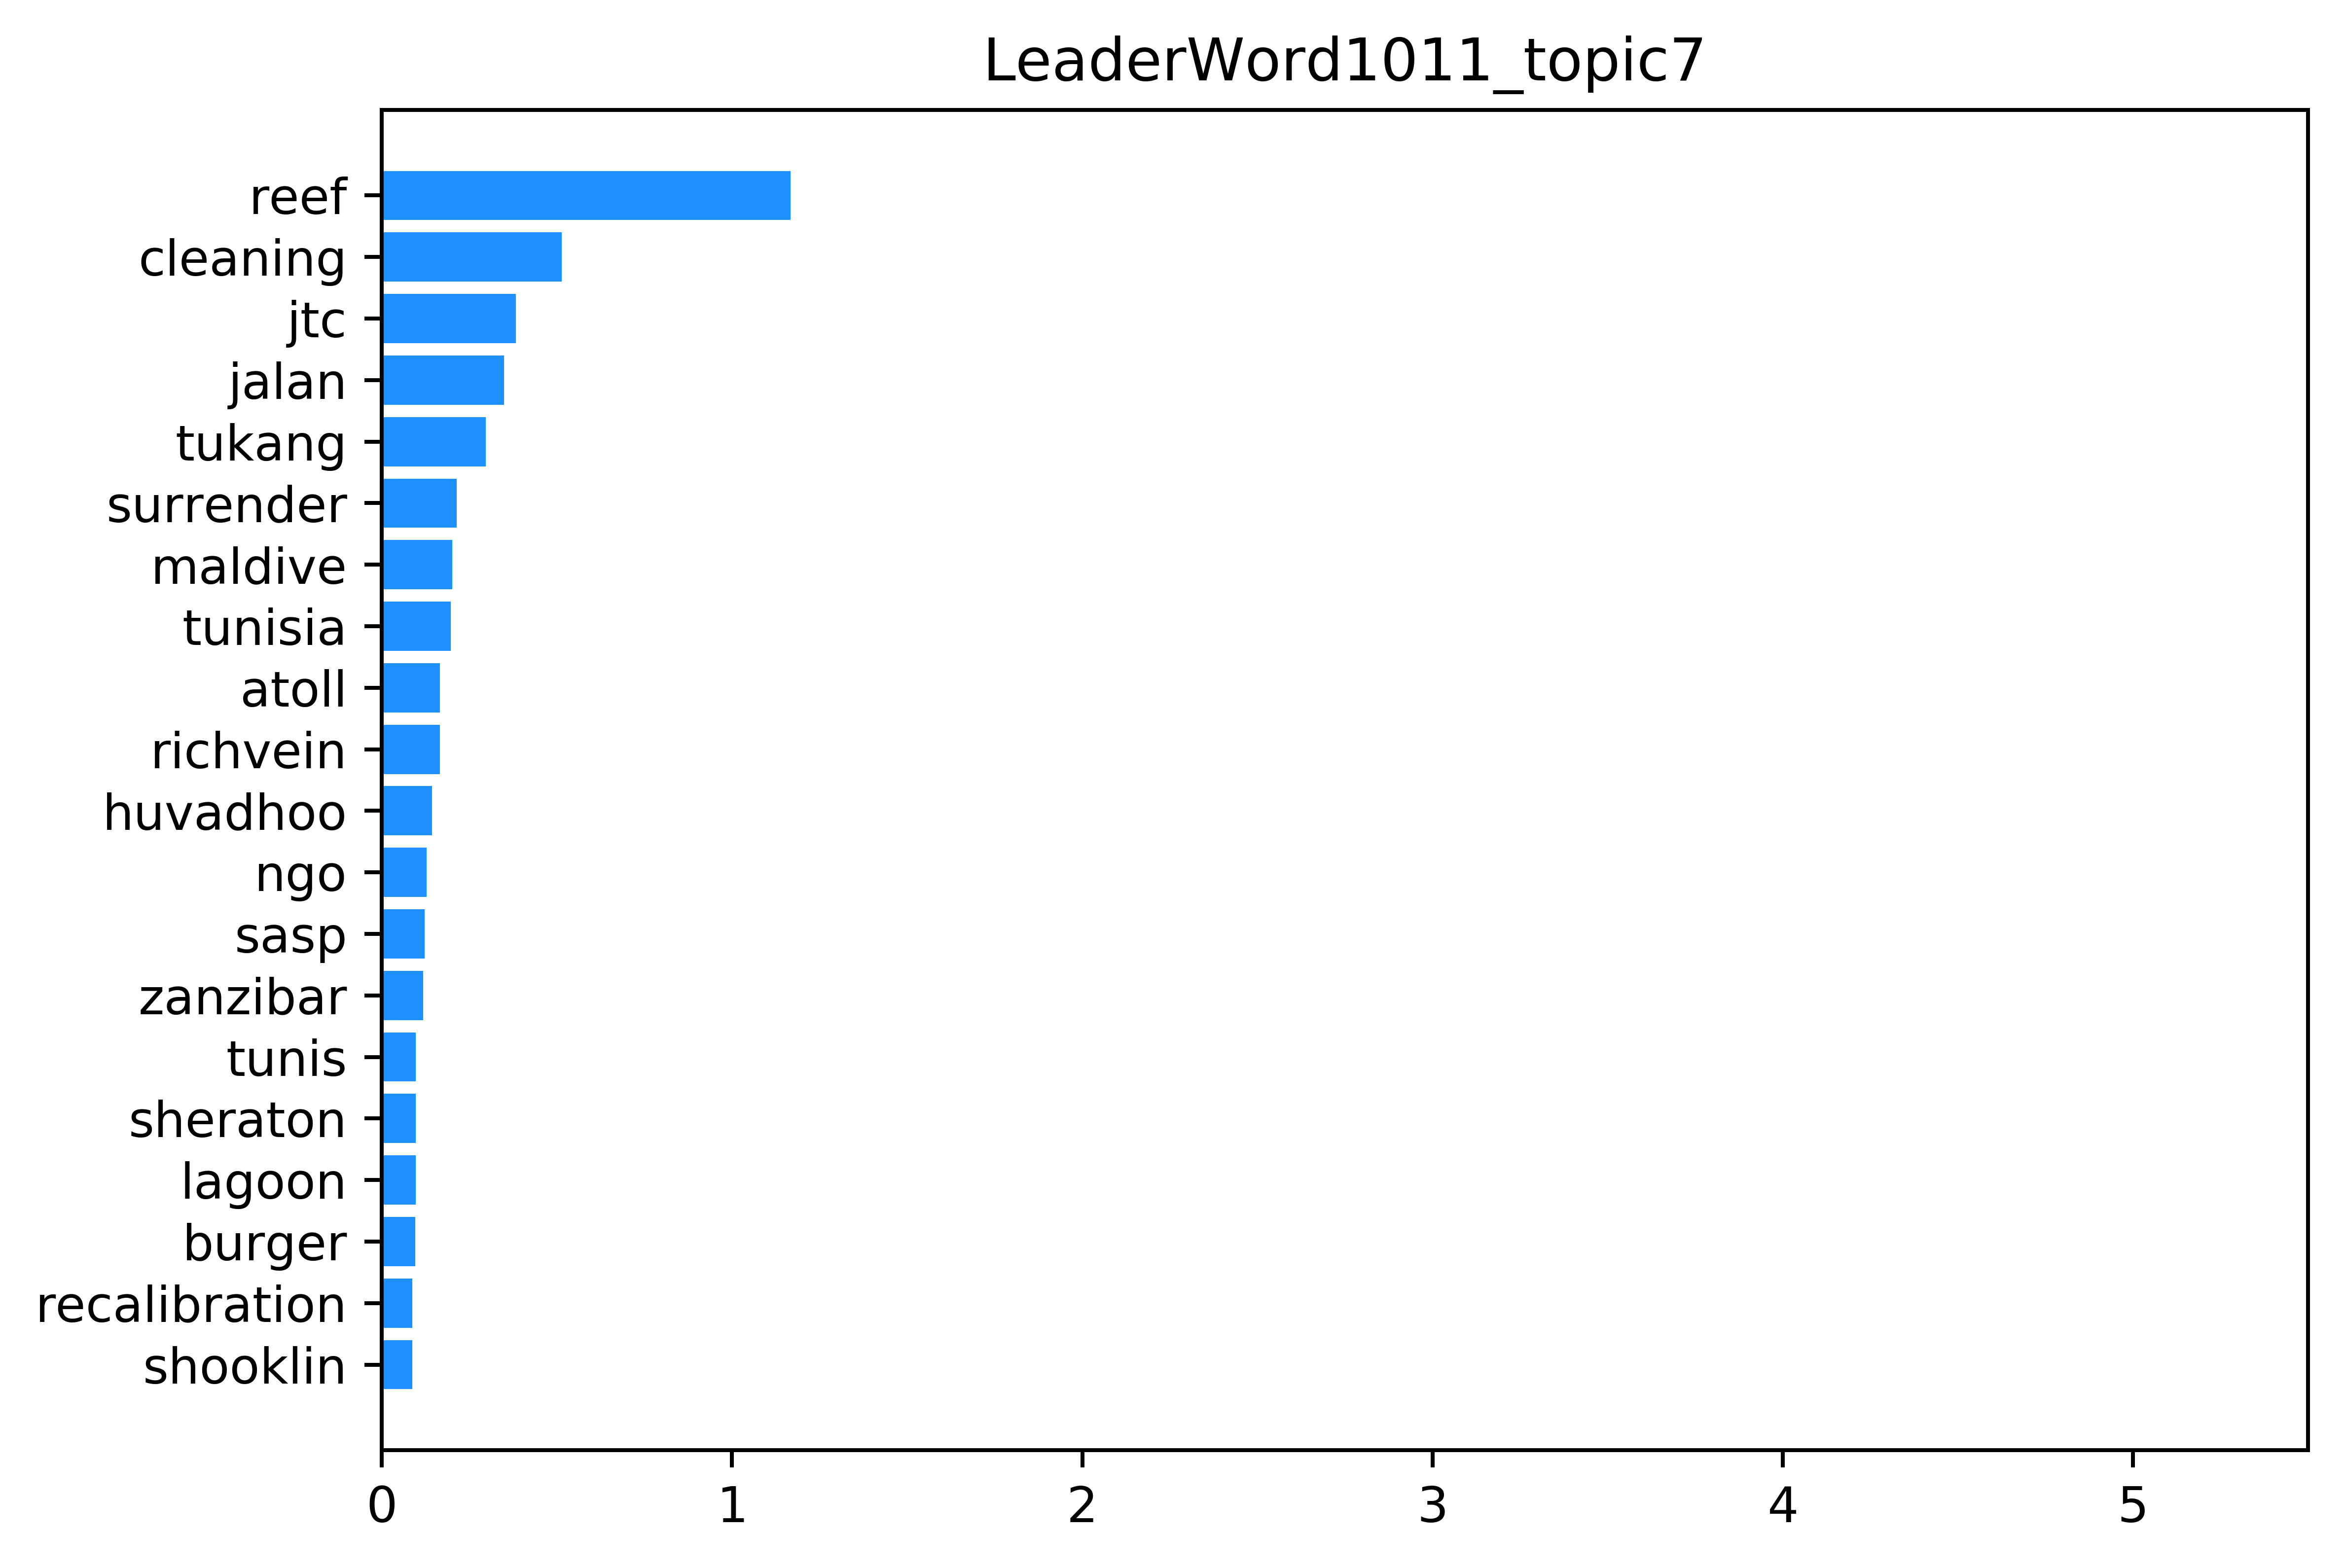 LeaderWord1011_topic7
reef
cleaning
jtc
jalan
tukang
surrender
maldive
tunisia
atoll
richvein
huvadhoo
ngo
sasp
zanzibar
tunis
sheraton
lagoon
burger
recalibration
shooklin
0 1 2 3 4 5